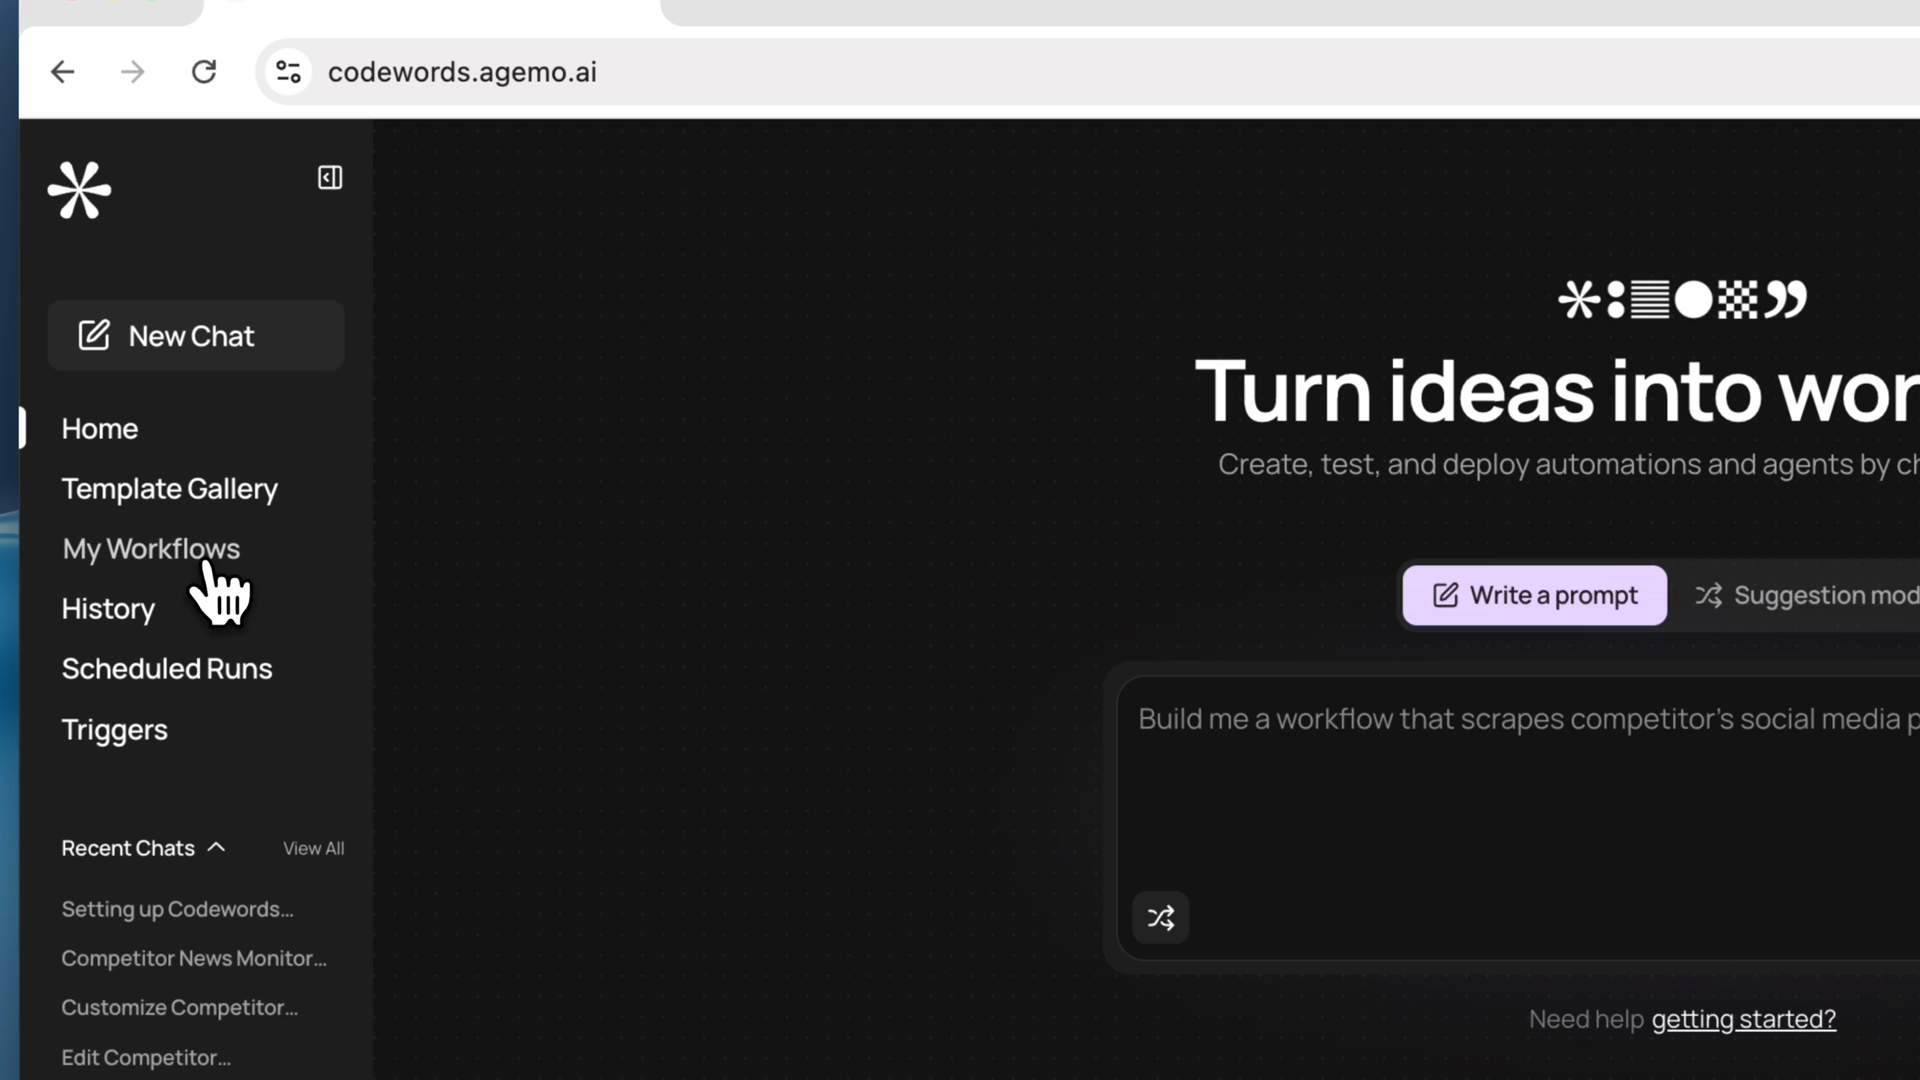 codewords.agemo.ai
New Chat
Home
Template Gallery
My Workflows
History
Scheduled Runs
Triggers
Recent Chats
View All
Setting up Codewords...
Competitor News Monitor...
Customize Competitor...
Edit Competitor...
Turn ideas into wor
Create, test, and deploy automations and agents by ch
Write a prompt
Suggestion mod
Build me a workflow that scrapes competitor's social media p
Need help getting started?